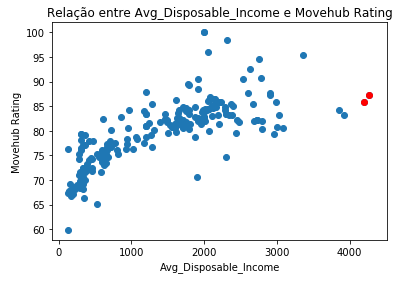 Relação entre Avg_Disposable_Income e Movehub Rating
Movehub Rating
100
95
90
85
80
75
70
65
60
0 1000 2000 3000 4000
Avg_Disposable_Income